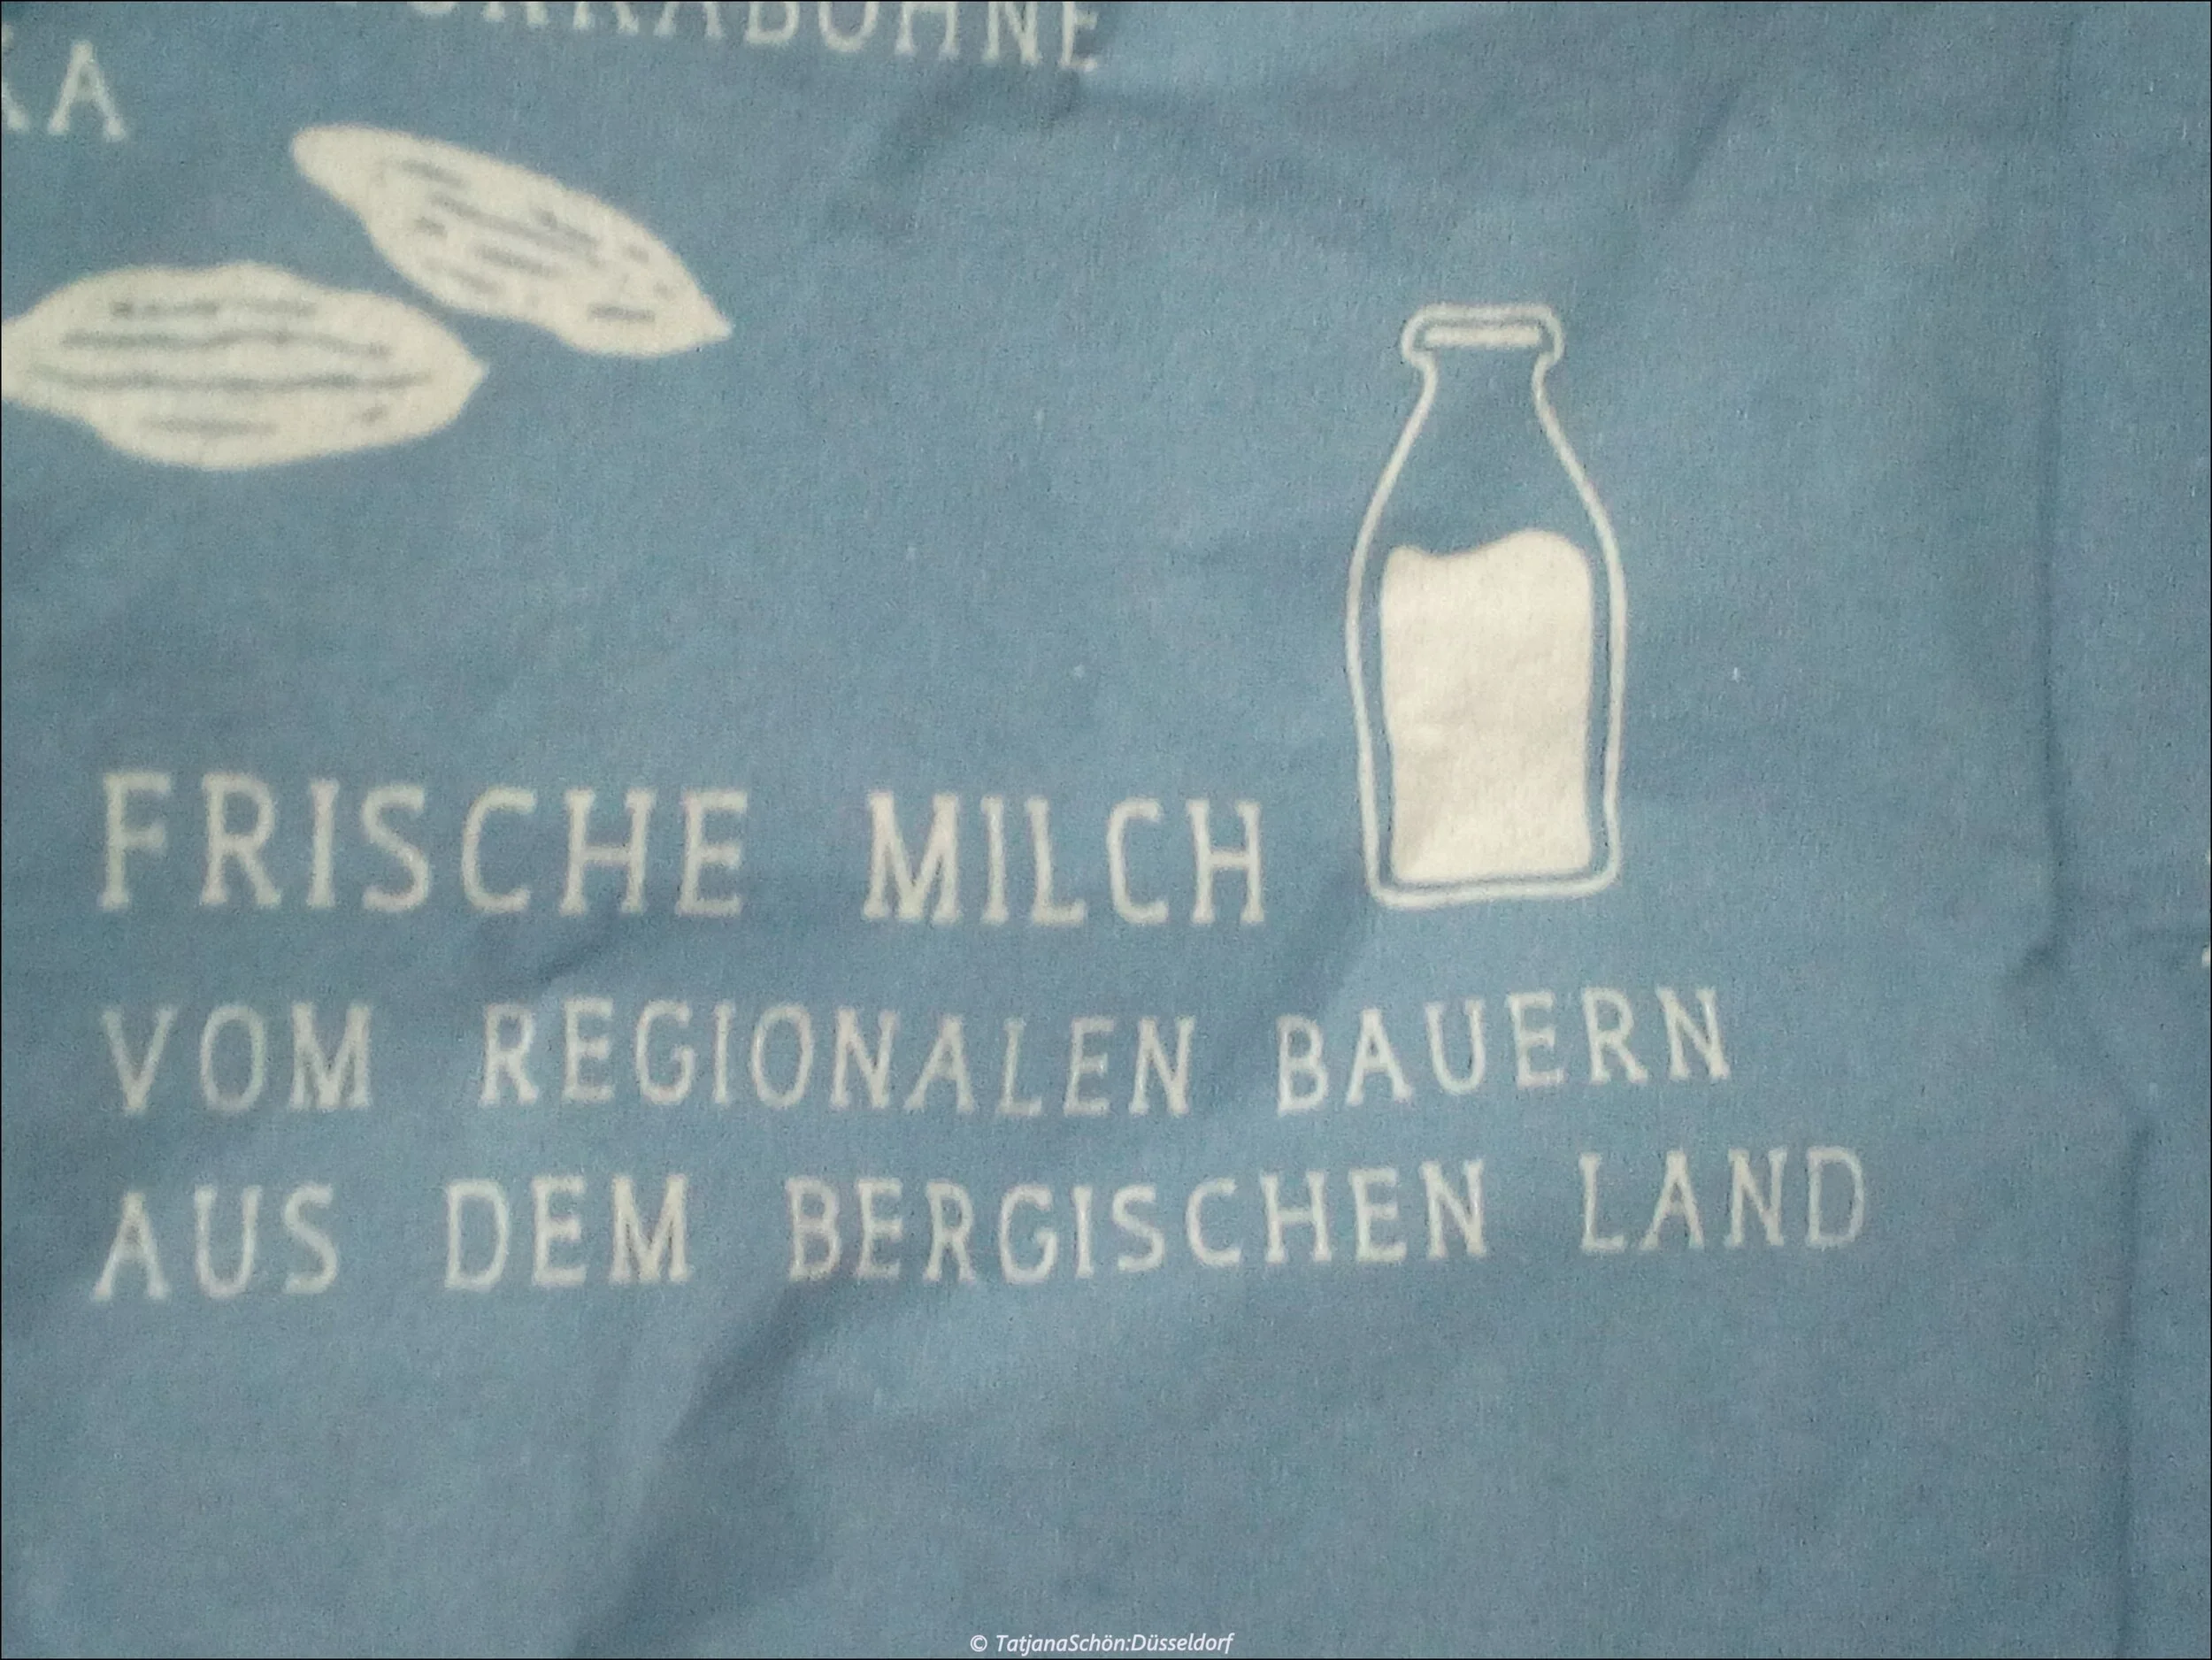 FRISCHE MILCH
VOM REGIONALEN BAUERN
AUS DEM BERGISCHEN LAND
© TatjanaSchön:Düsseldorf